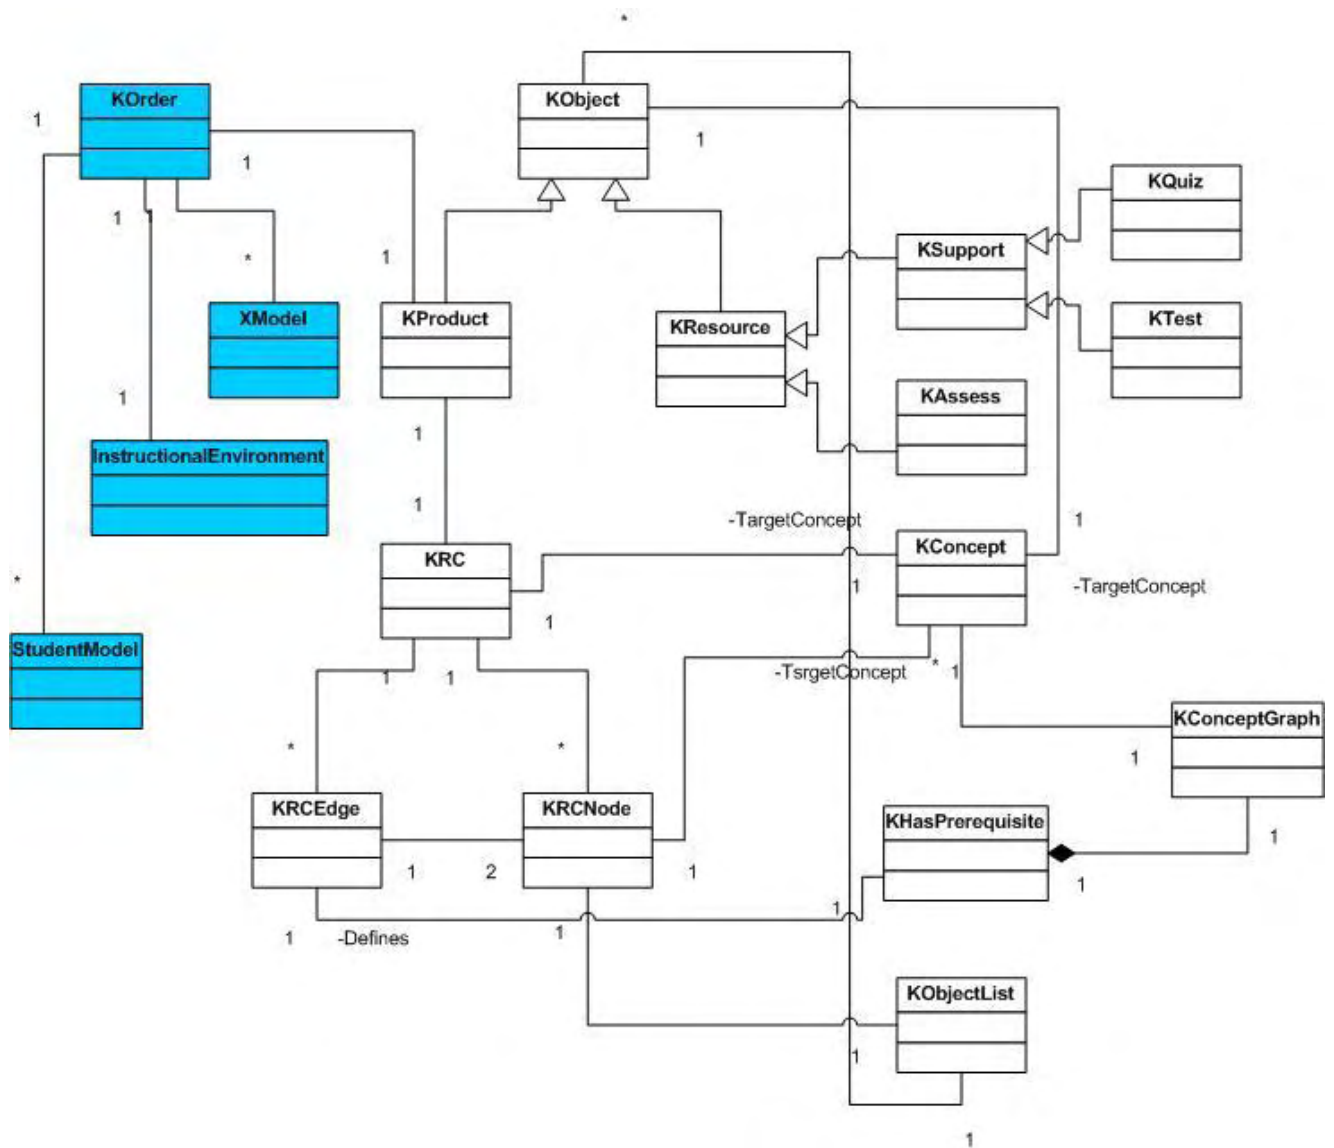 *
KOrder
KObject
1
1
1
KQuiz
1
1
KSupport
*
1
XModel
KProduct
KResource
KTest
KAssess
1
1
InstructionalEnvironment
1
-TargetConcept
1
KConcept
KRC
*
1
-TargetConcept
1
StudentModel
1
1
-TsrgetConcept
*
1
KConceptGraph
*
*
1
KRCEdge
KRCNode
KHasPrerequisite
1
1
2
1
1
1
1
-Defines
1
KObjectList
1
1